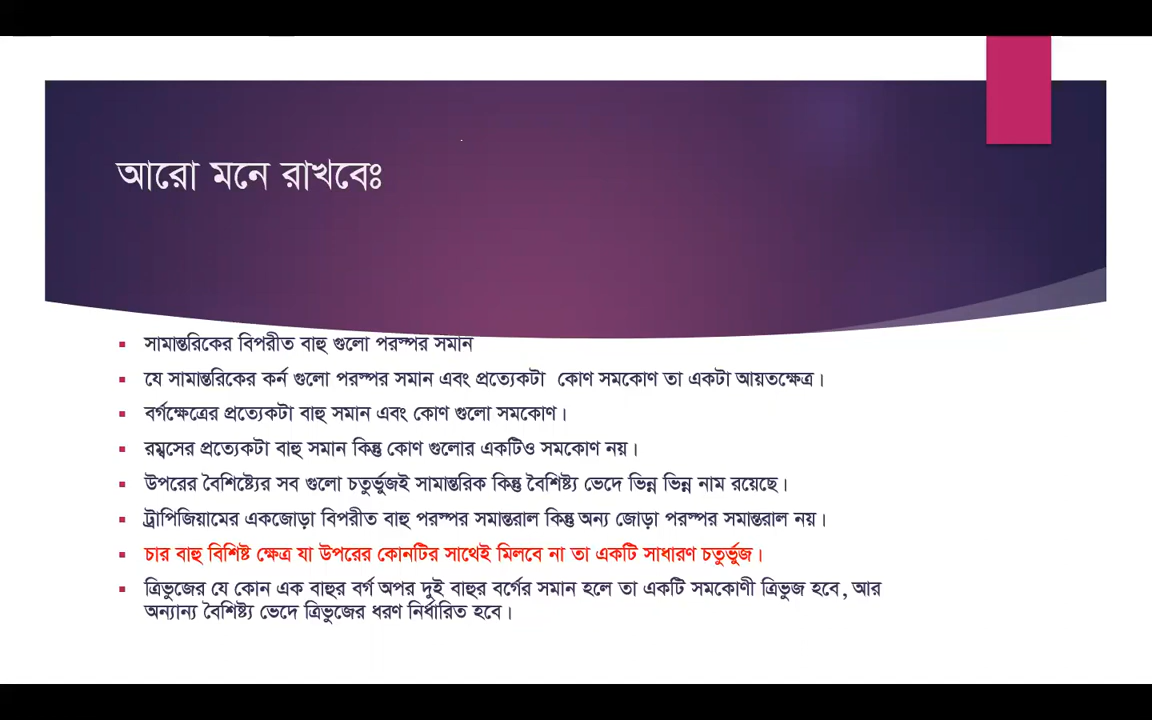 আরো মনে রাখবেঃ
সামান্তরিকের বিপরীত বাহু গুলো পরস্পর সমান
যে সামান্তরিকের কর্ন গুলো পরস্পর সমান এবং প্রত্যেকটা কোণ সমকোণ তা একটা আয়তক্ষেত্র।
বর্গক্ষেত্রের প্রত্যেকটা বাহু সমান এবং কোণ গুলো সমকোণ।
রম্বসের প্রত্যেকটা বাহু সমান কিন্তু কোণ গুলোর একটিও সমকোণ নয়।
উপরের বৈশিষ্ট্যের সব গুলো চতুর্ভুজই সামান্তরিক কিন্তু বৈশিষ্ট্য ভেদে ভিন্ন ভিন্ন নাম রয়েছে।
ট্রাপিজিয়ামের একজোড়া বিপরীত বাহু পরস্পর সমান্তরাল কিন্তু অন্য জোড়া পরস্পর সমান্তরাল নয়।
চার বাহু বিশিষ্ট ক্ষেত্র যা উপরের কোনটির সাথেই মিলবে না তা একটি সাধারণ চতুর্ভুজ।
ত্রিভুজের যে কোন এক বাহুর বর্গ অপর দুই বাহুর বর্গের সমান হলে তা একটি সমকোণী ত্রিভুজ হবে, আর
অন্যান্য বৈশিষ্ট্য ভেদে ত্রিভুজের ধরণ নির্ধারিত হবে।